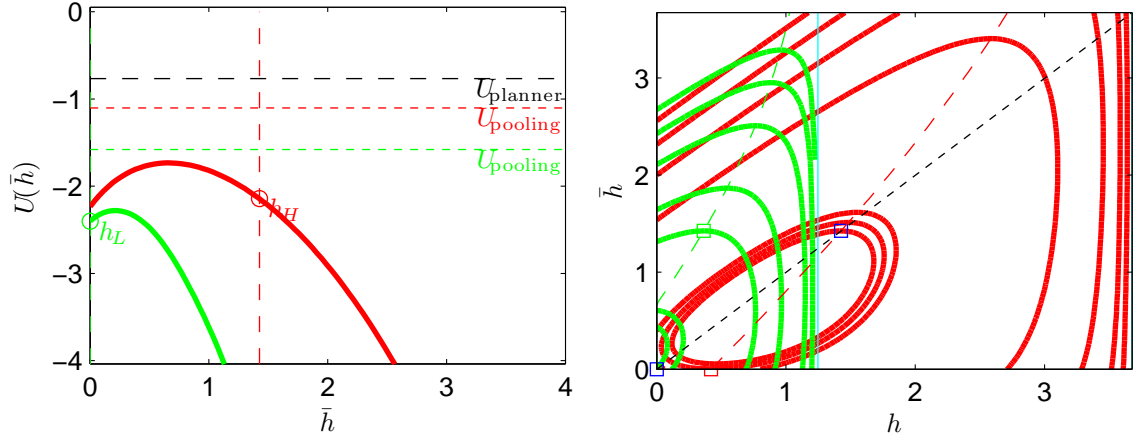 0
−1
−2
−3
−4
U(h̄)
U_planner
U_pooling
U_pooling
h_H
h_L
0 1 2 3 4
h̄
3
2
1
0
h̄
0 1 2 3
h